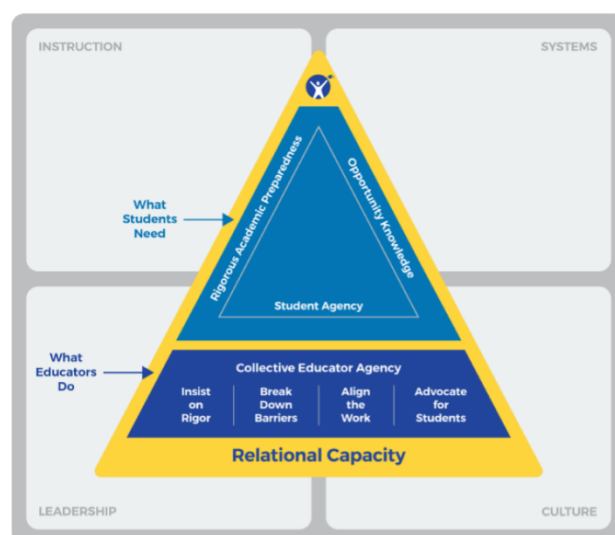 INSTRUCTION
SYSTEMS
Rigorous Academic Preparedness
Opportunity Knowledge
What
Students
Need
Student Agency
What
Educators
Do
Collective Educator Agency
Insist
on
Rigor
Break
Down
Barriers
Align
the
Work
Advocate
for
Students
Relational Capacity
LEADERSHIP
CULTURE